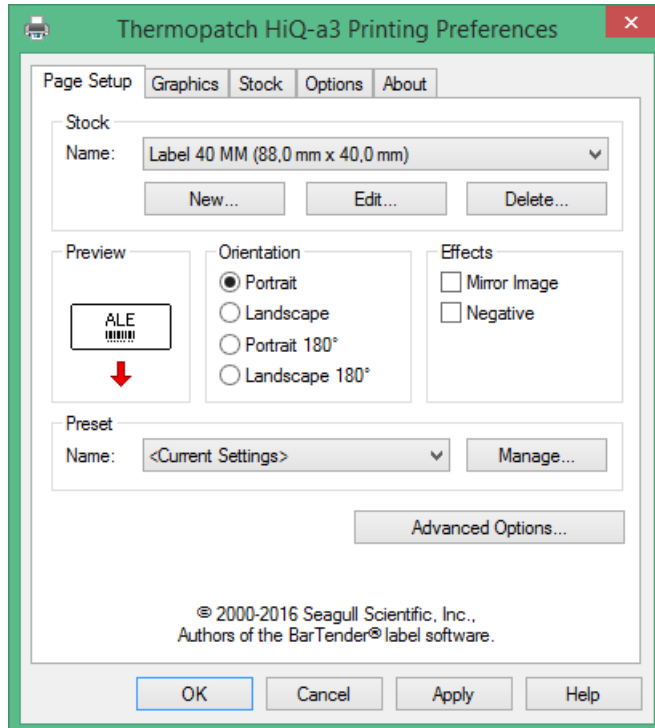 Thermopatch HiQ-a3 Printing Preferences
Page Setup Graphics Stock Options About
Stock
Name: Label 40 MM (88,0 mm x 40,0 mm)
New... Edit... Delete...
Preview Orientation Effects
Portrait Mirror Image
ALE Landscape Negative
Portrait 180°
Landscape 180°
Preset
Name: <Current Settings> Manage...
Advanced Options...
© 2000-2016 Seagull Scientific, Inc.,
Authors of the BarTender® label software.
OK Cancel Apply Help